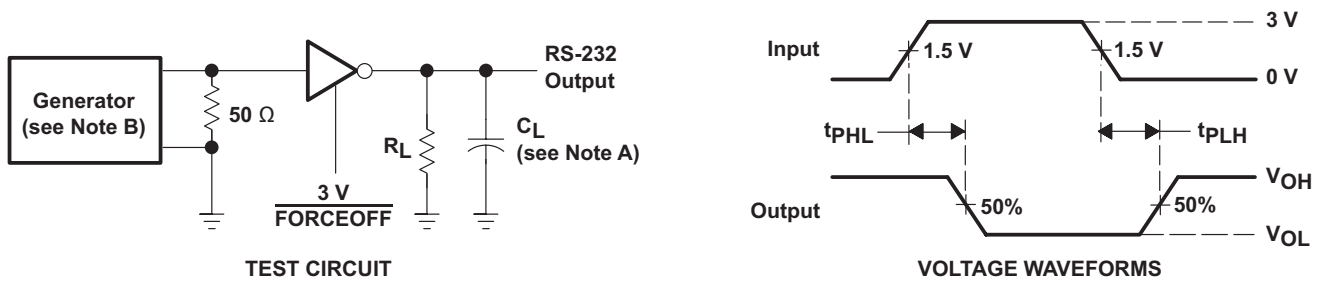 Generator
(see Note B)
50 Ω
3 V
FORCEOFF
RL
CL
(see Note A)
RS-232
Output
TEST CIRCUIT
Input
1.5 V
1.5 V
3 V
0 V
tPHL
tPLH
Output
50%
50%
VOH
VOL
VOLTAGE WAVEFORMS